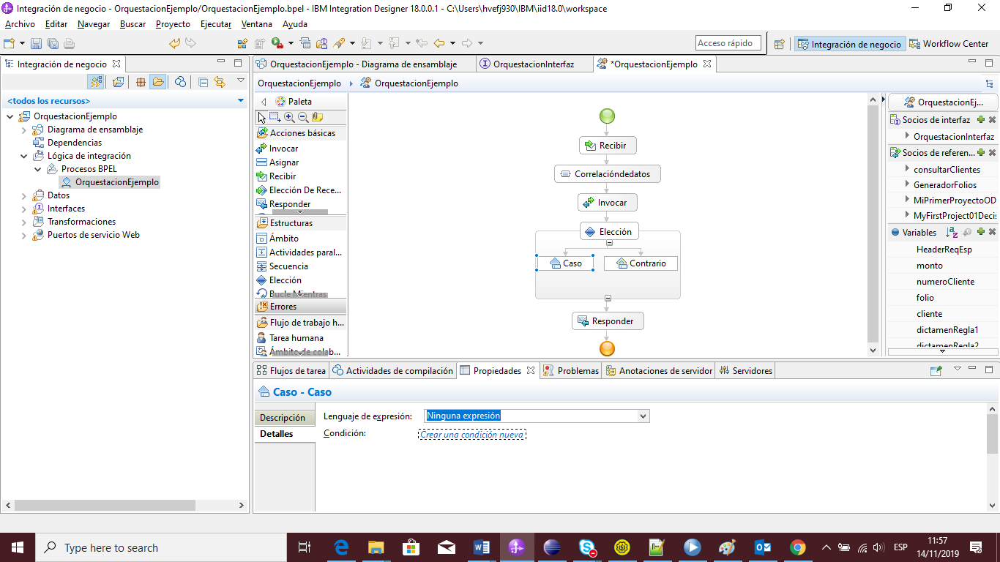 Integración de negocio - OrquestacionEjemplo/OrquestacionEjemplo.bpel - IBM Integration Designer 18.0.0.1 - C:\Users\hvefj930\IBM\iid18.0\workspace
Archivo Editar Navegar Buscar Proyecto Ejecutar Ventana Ayuda
Acceso rápido
Integración de negocio
Workflow Center
Integración de negocio
<todos los recursos>
OrquestacionEjemplo
Diagrama de ensamblaje
Dependencias
Lógica de integración
Procesos BPEL
OrquestacionEjemplo
Datos
Interfaces
Transformaciones
Puertos de servicio Web
OrquestacionEjemplo - Diagrama de ensamblaje
OrquestacionInterfaz
*OrquestacionEjemplo
OrquestacionEjemplo
OrquestacionEjemplo
Paleta
Acciones básicas
Invocar
Asignar
Recibir
Elección De Rece...
Responder
Estructuras
Ámbito
Actividades paral...
Secuencia
Elección
Bucle Mientras
Errores
Flujo de trabajo h...
Tarea humana
Ámbito de colab...
Recibir
Correlacióndedatos
Invocar
Elección
Caso
Contrario
Responder
OrquestacionEj...
Socios de interfaz
OrquestacionInterfaz
Socios de referen...
consultarClientes
GeneradorFolios
MiPrimerProyectoOD
MyFirstProject01Decis
Variables
HeaderReqEsp
monto
numeroCliente
folio
cliente
dictamenRegla1
dictamenRegla2
Flujos de tarea
Actividades de compilación
Propiedades
Problemas
Anotaciones de servidor
Servidores
Caso - Caso
Descripción
Detalles
Lenguaje de expresión:
Ninguna expresión
Condición:
Crear una condición nueva
Type here to search
ESP
11:57
14/11/2019